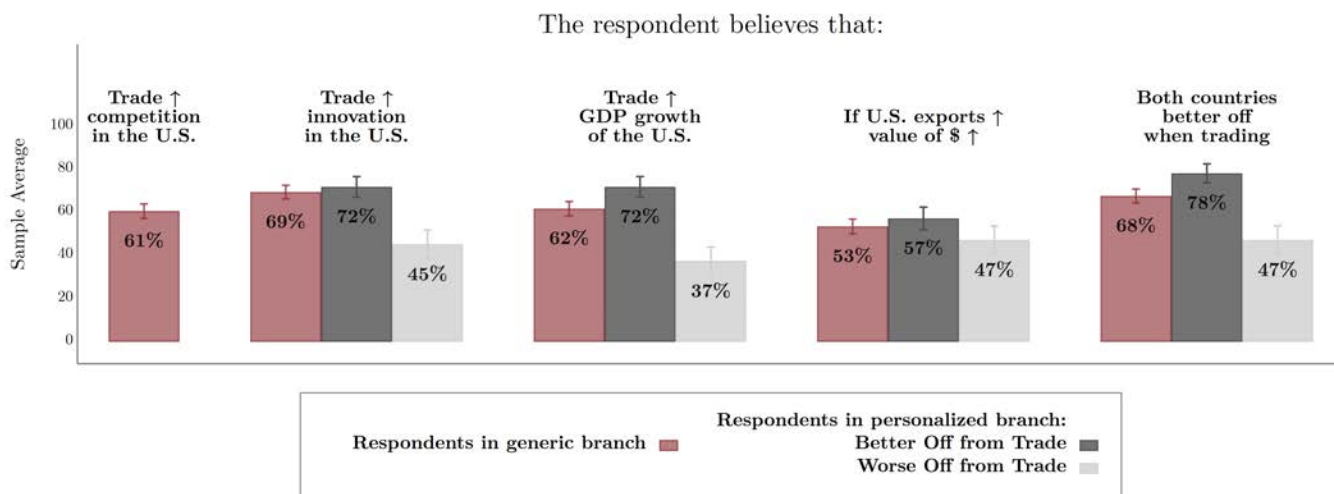 The respondent believes that:
Trade ↑
competition
in the U.S.
Trade ↑
innovation
in the U.S.
Trade ↑
GDP growth
of the U.S.
If U.S. exports ↑
value of $ ↑
Both countries
better off
when trading
Sample Average
100
80
60
40
20
0
61%
69%
72%
45%
62%
72%
37%
53%
57%
47%
68%
78%
47%
Respondents in generic branch
Respondents in personalized branch:
Better Off from Trade
Worse Off from Trade